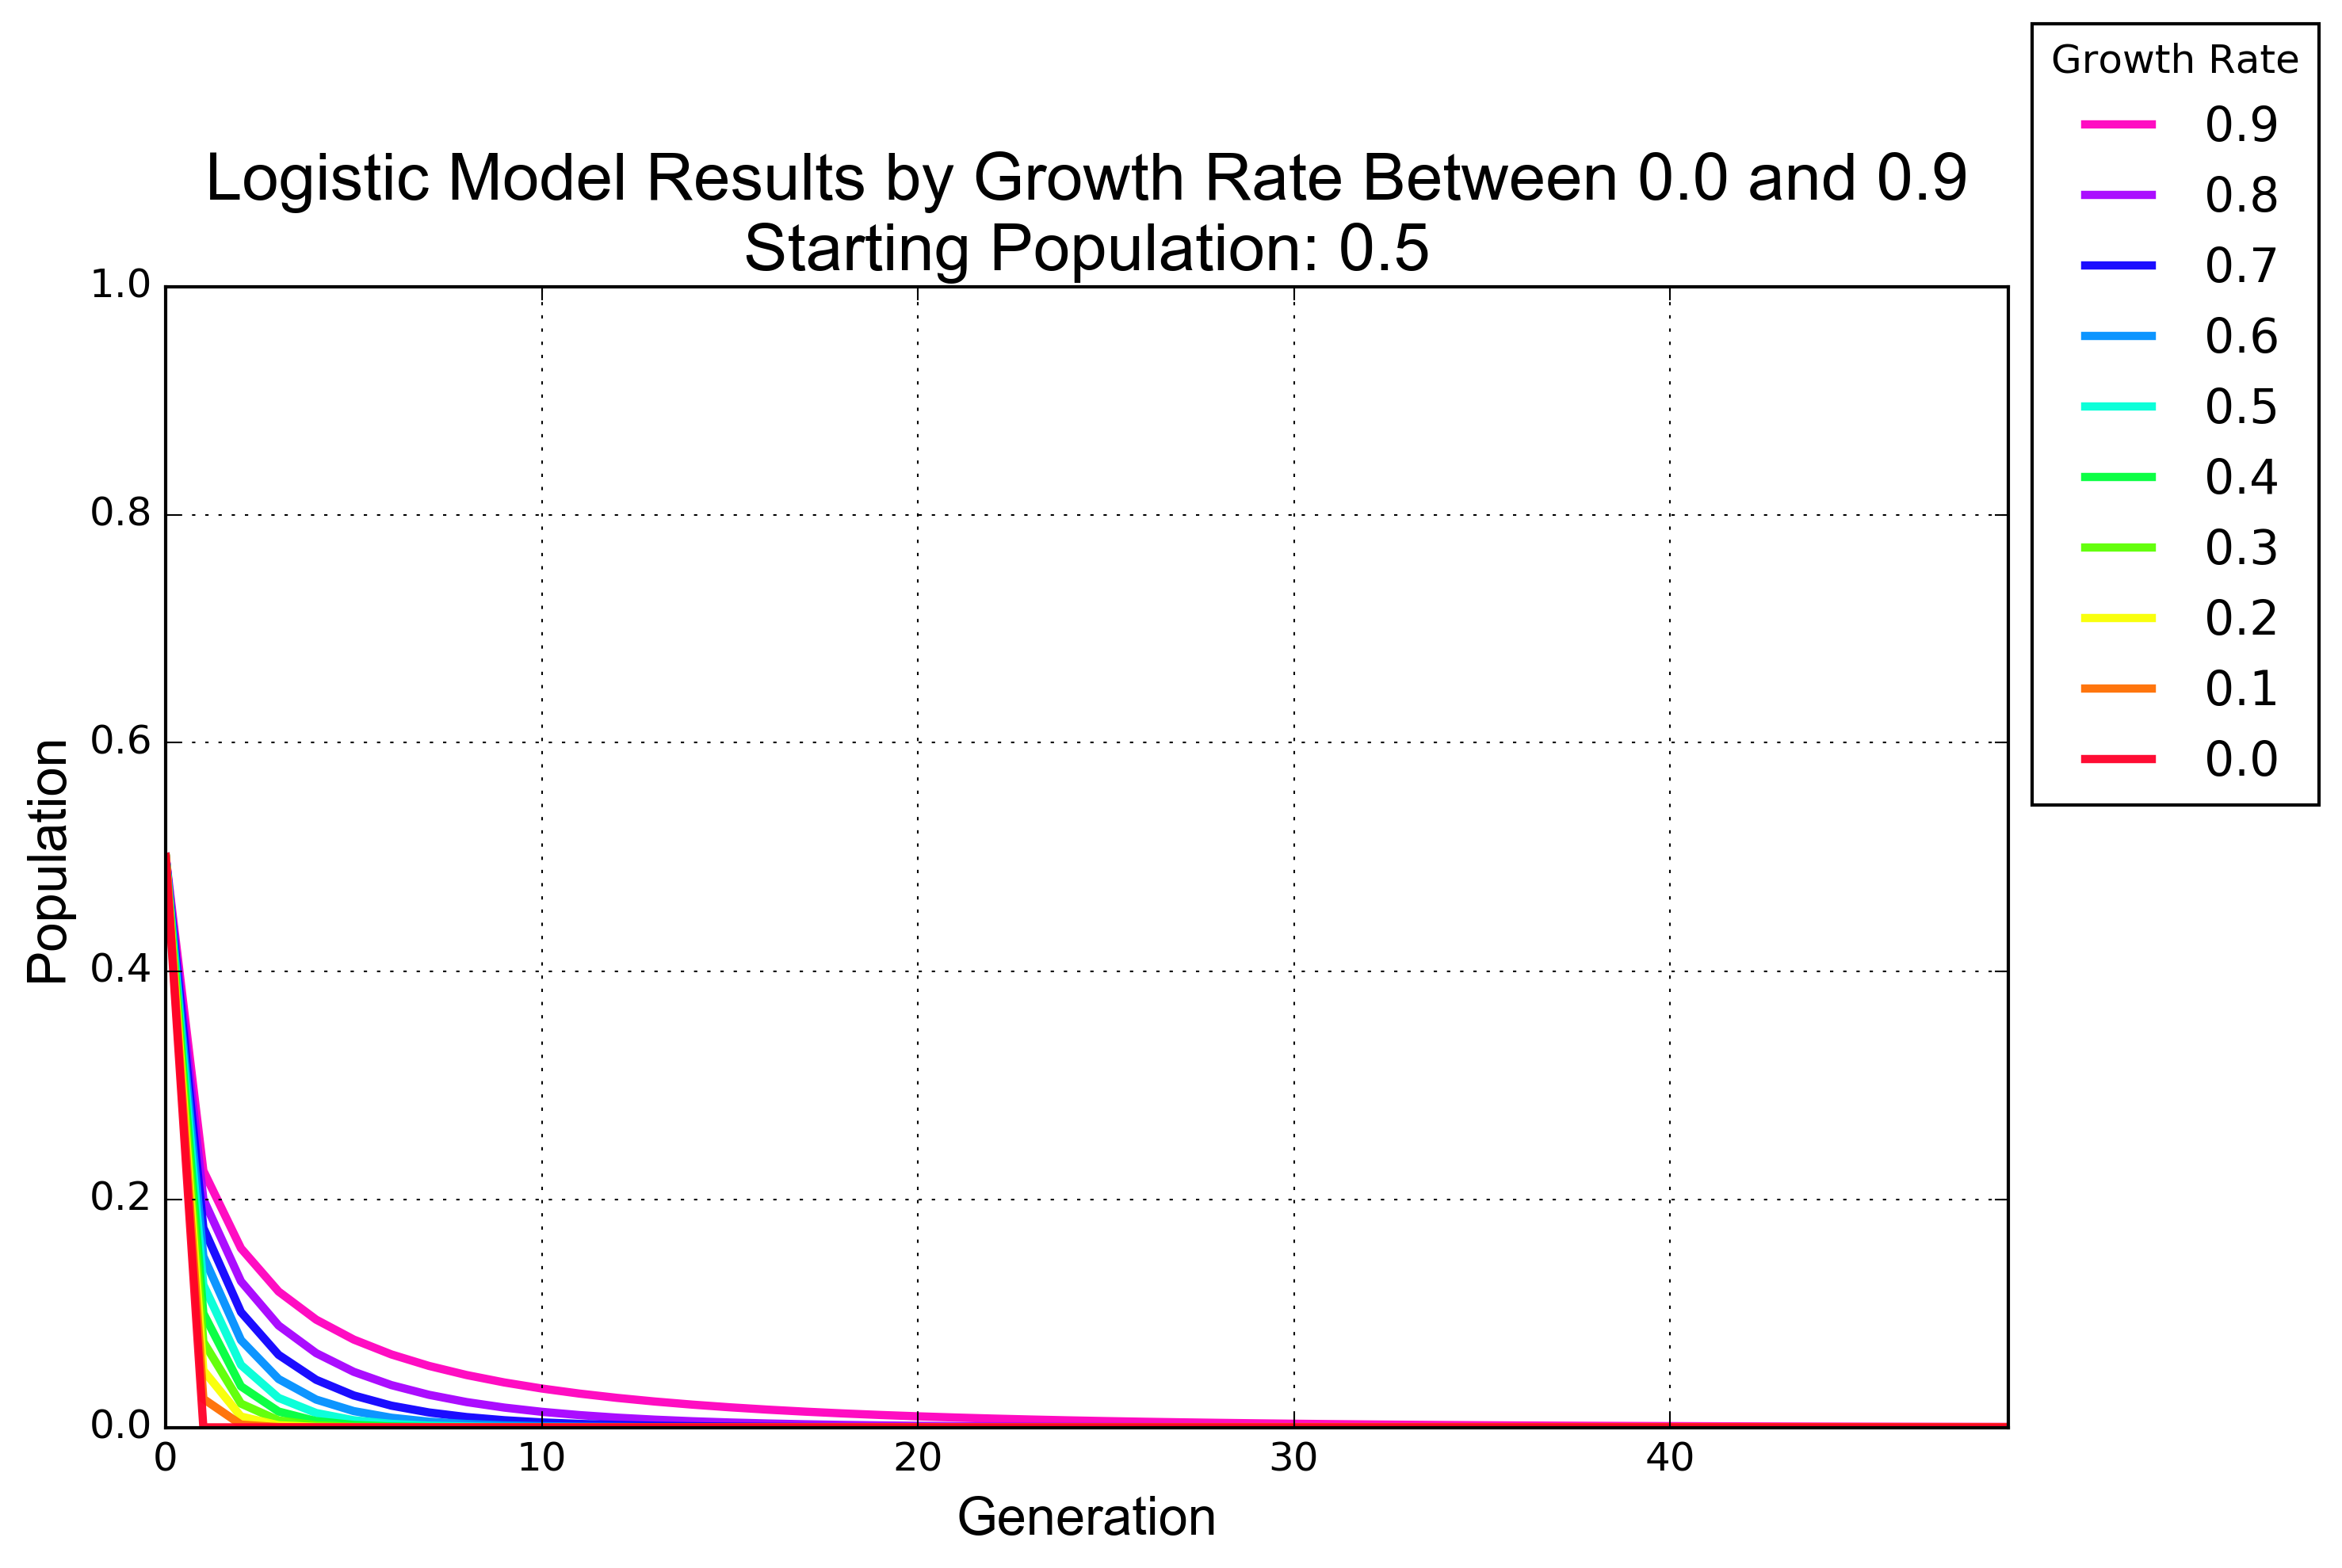 Logistic Model Results by Growth Rate Between 0.0 and 0.9
Starting Population: 0.5
Growth Rate
0.9
0.8
0.7
0.6
0.5
0.4
0.3
0.2
0.1
0.0
Population
1.0
0.8
0.6
0.4
0.2
0.0
0 10 20 30 40
Generation